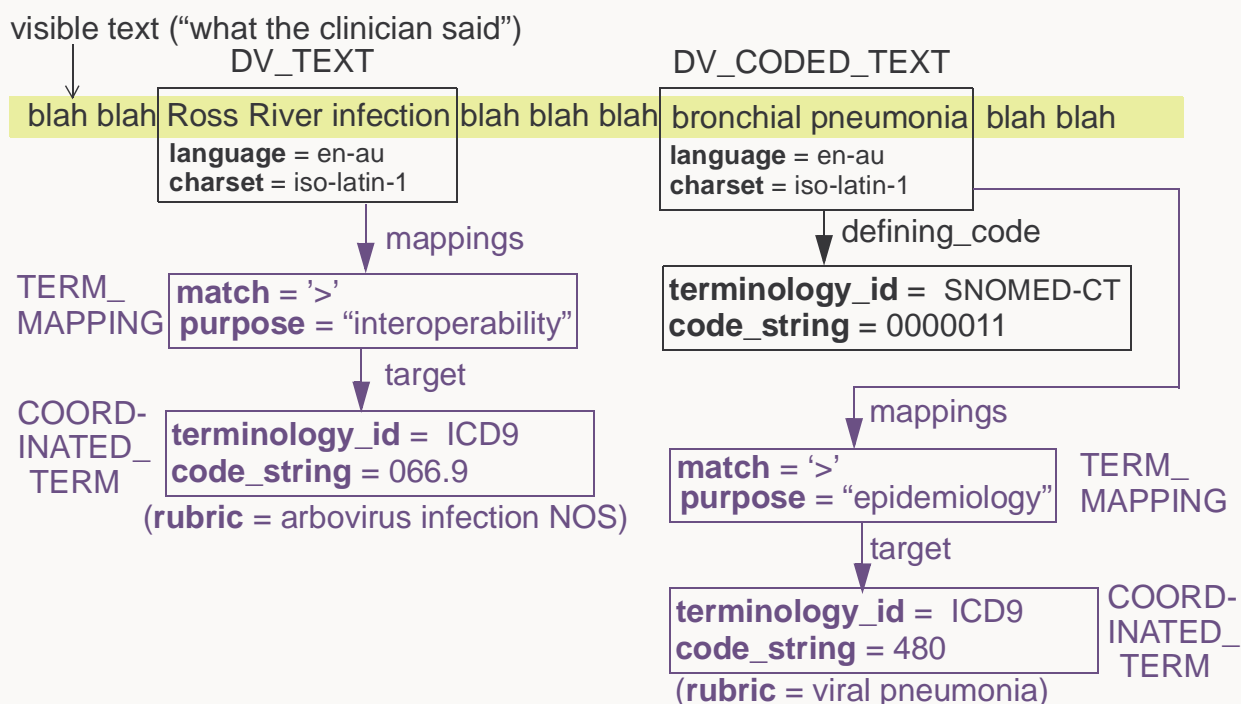 visible text (“what the clinician said”)
DV_TEXT
DV_CODED_TEXT
blah blah Ross River infection blah blah blah bronchial pneumonia blah blah
language = en-au
charset = iso-latin-1
language = en-au
charset = iso-latin-1
mappings
defining_code
TERM_
MAPPING
match = '>’
purpose = “interoperability”
terminology_id = SNOMED-CT
code_string = 0000011
target
COORD-
INATED_
TERM
terminology_id = ICD9
code_string = 066.9
(rubric = arbovirus infection NOS)
mappings
match = ‘>’
purpose = “epidemiology”
TERM_
MAPPING
target
terminology_id = ICD9
code_string = 480
(rubric = viral pneumonia)
COORD-
INATED_
TERM